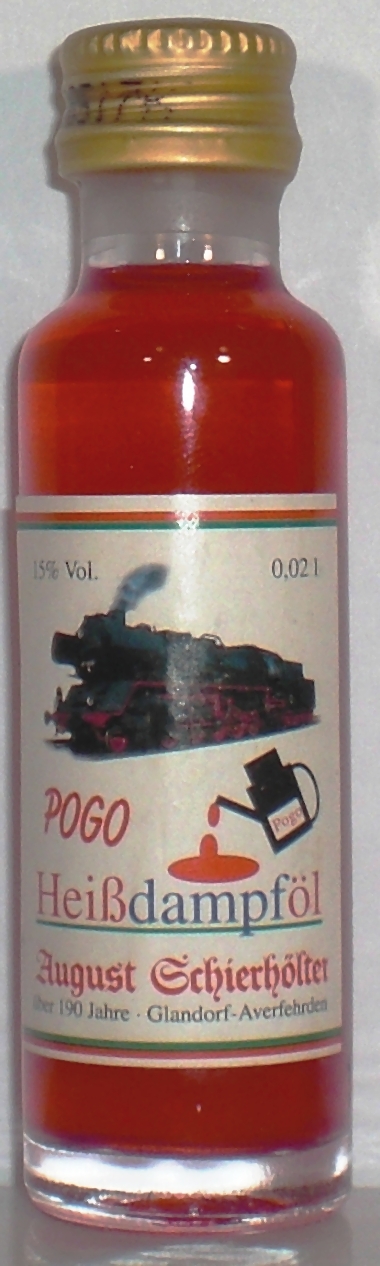 15% Vol. 0,02 l
Pogo
POGO
Heißdampföl
August Schierhölter
über 190 Jahre · Glandorf-Averfehrden